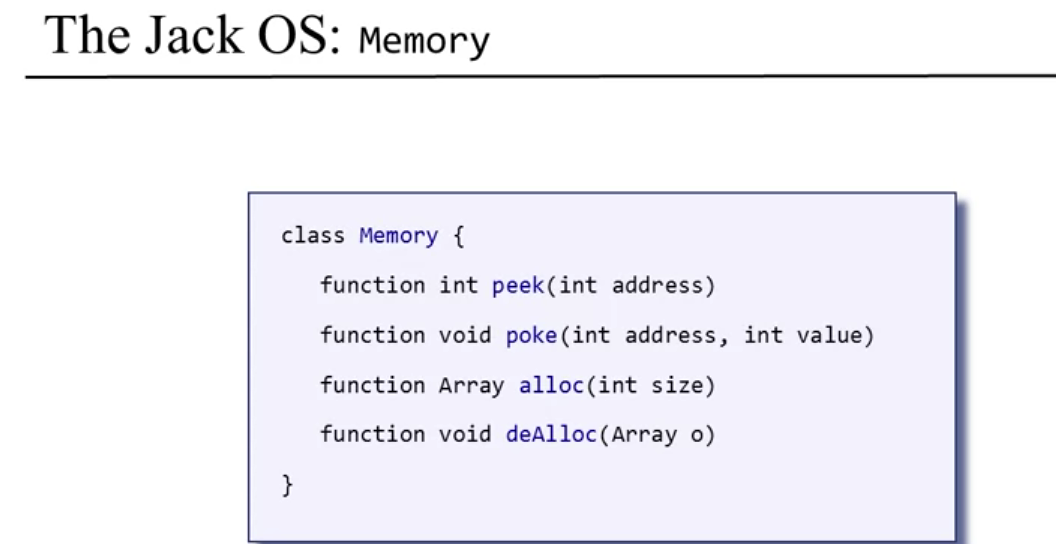 The Jack OS: Memory
class Memory {
function int peek(int address)
function void poke(int address, int value)
function Array alloc(int size)
function void deAlloc(Array o)
}